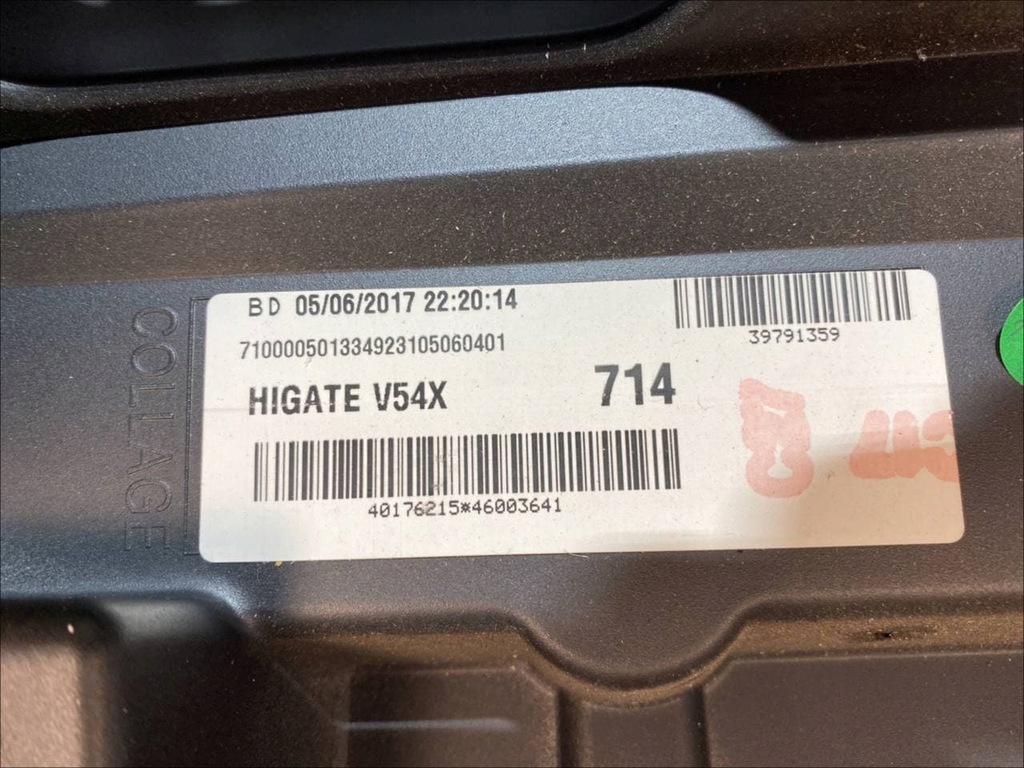 BD 05/06/2017 22:20:14
39791359
710000501334923105060401
HIGATE V54X
714
40176215*46003641
COLLAGE